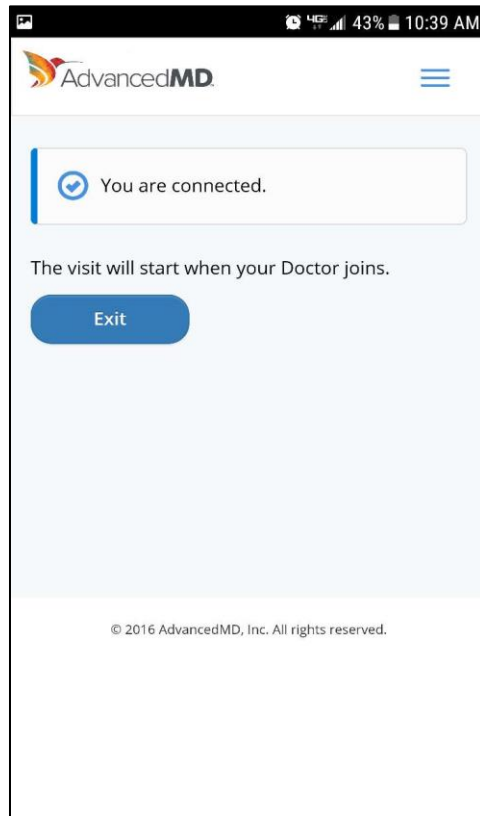 4G 43% 10:39 AM
AdvancedMD
You are connected.
The visit will start when your Doctor joins.
Exit
© 2016 AdvancedMD, Inc. All rights reserved.